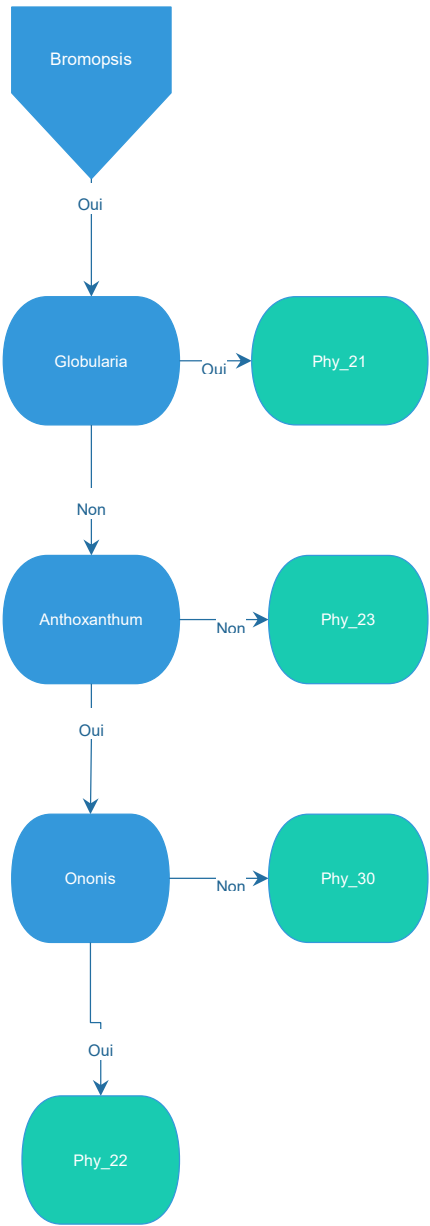 Bromopsis
Oui
Globularia
Oui
Phy_21
Non
Anthoxanthum
Non
Phy_23
Oui
Ononis
Non
Phy_30
Oui
Phy_22